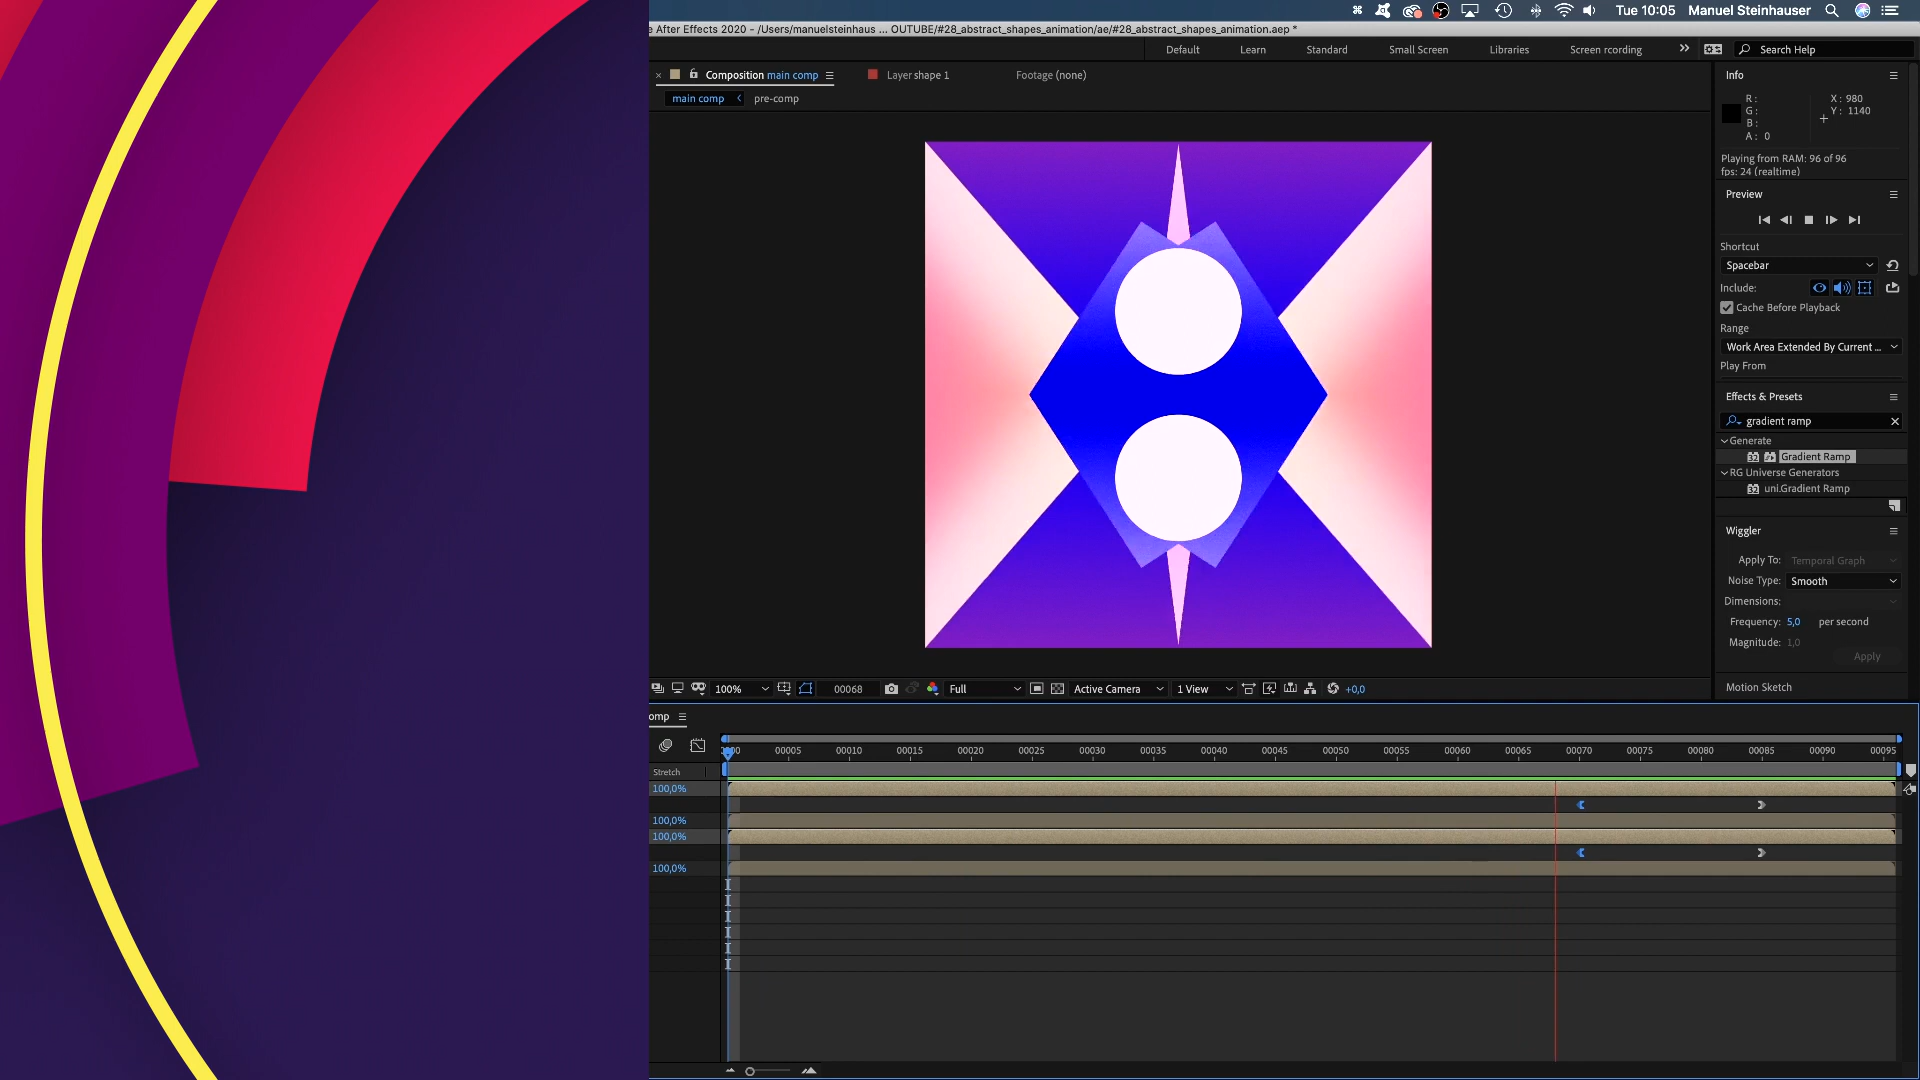 Tue 10:05 Manuel Steinhauser
e After Effects 2020 - /Users/manuelsteinhaus ... OUTUBE/#28_abstract_shapes_animation/ae/#28_abstract_shapes_animation.aep *
Default Learn Standard Small Screen Libraries Screen rcording Search Help
Composition main comp Layer shape 1 Footage (none)
main comp pre-comp
Info
R : X : 980
G : Y : 1140
B :
A : 0
Playing from RAM: 96 of 96
fps: 24 (realtime)
Preview
Shortcut
Spacebar
Include:
Cache Before Playback
Range
Work Area Extended By Current ...
Play From
Effects & Presets
gradient ramp
Generate
32 Gradient Ramp
RG Universe Generators
32 uni.Gradient Ramp
Wiggler
Apply To: Temporal Graph
Noise Type: Smooth
Dimensions:
Frequency: 5,0 per second
Magnitude: 1,0
Apply
Motion Sketch
100% 00068 Full Active Camera 1 View +0,0
omp
00005 00010 00015 00020 00025 00030 00035 00040 00045 00050 00055 00060 00065 00070 00075 00080 00085 00090 00095
Stretch
100,0%
100,0%
100,0%
100,0%